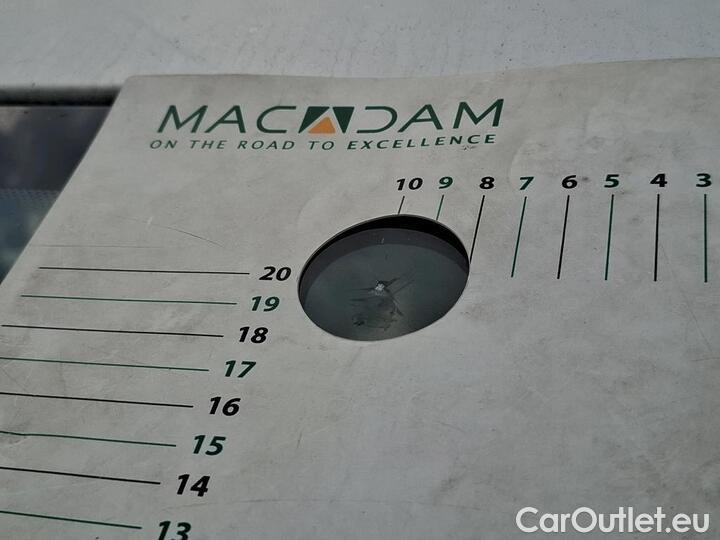 MACADAM
ON THE ROAD TO EXCELLENCE
10 9 8 7 6 5 4 3
20
19
18
17
16
15
14
13
CarOutlet.eu